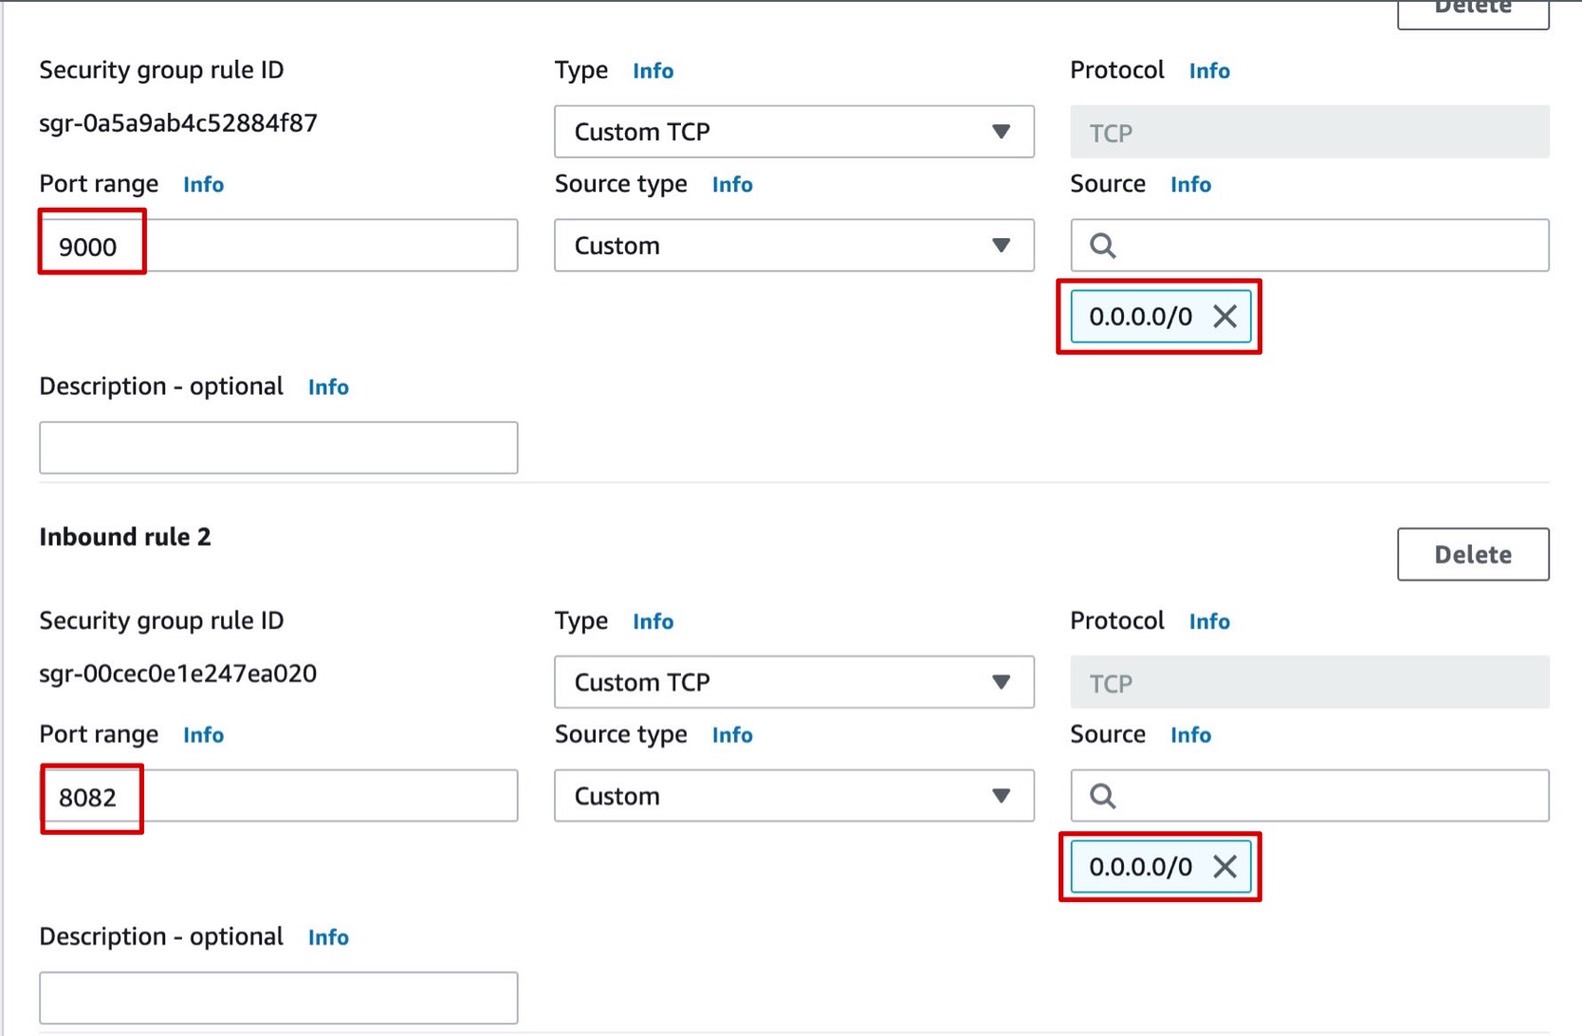 Delete
Security group rule ID
Type Info
Protocol Info
sgr-0a5a9ab4c52884f87
Custom TCP
TCP
Port range Info
Source type Info
Source Info
9000
Custom
0.0.0.0/0
Description - optional Info
Inbound rule 2
Delete
Security group rule ID
Type Info
Protocol Info
sgr-00cec0e1e247ea020
Custom TCP
TCP
Port range Info
Source type Info
Source Info
8082
Custom
0.0.0.0/0
Description - optional Info